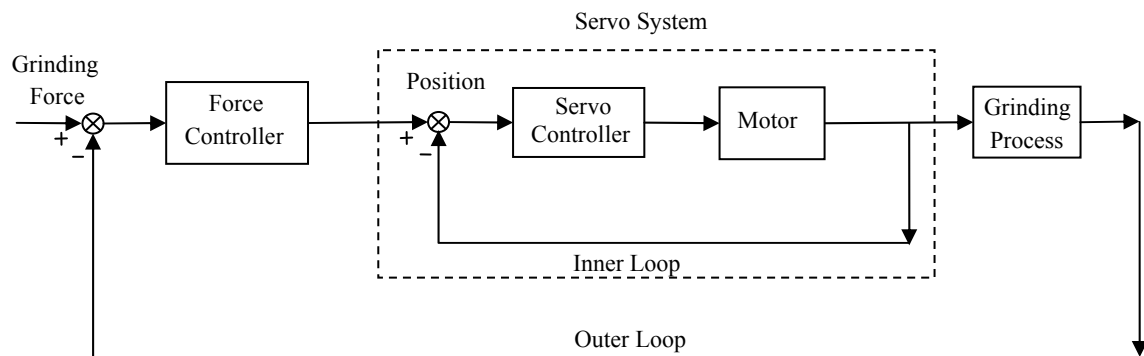 Servo System
Grinding
Force
Force
Controller
Position
Servo
Controller
Motor
Grinding
Process
+
−
+
−
Inner Loop
Outer Loop